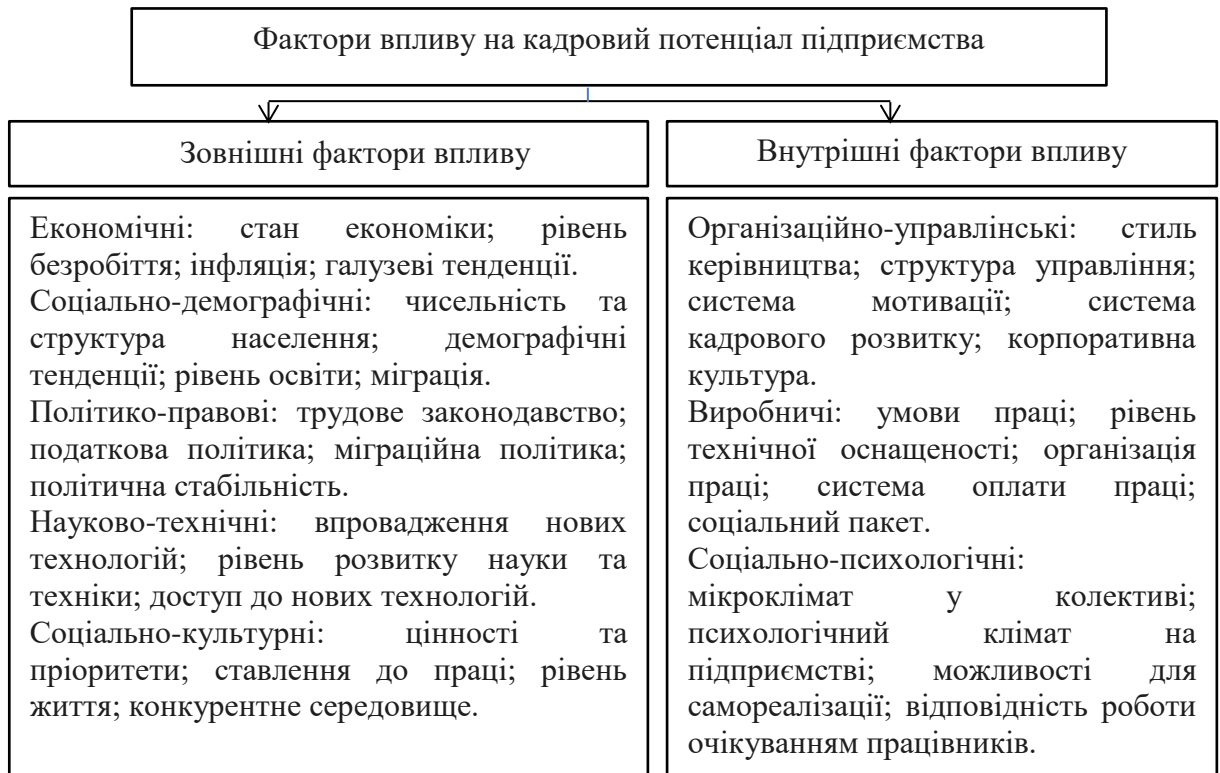 Фактори впливу на кадровий потенціал підприємства
Зовнішні фактори впливу
Економічні: стан економіки; рівень
безробіття; інфляція; галузеві тенденції.
Соціально-демографічні: чисельність та
структура населення; демографічні
тенденції; рівень освіти; міграція.
Політико-правові: трудове законодавство;
податкова політика; міграційна політика;
політична стабільність.
Науково-технічні: впровадження нових
технологій; рівень розвитку науки та
техніки; доступ до нових технологій.
Соціально-культурні: цінності та
пріоритети; ставлення до праці; рівень
життя; конкурентне середовище.
Внутрішні фактори впливу
Організаційно-управлінські: стиль
керівництва; структура управління;
система мотивації; система
кадрового розвитку; корпоративна
культура.
Виробничі: умови праці; рівень
технічної оснащеності; організація
праці; система оплати праці;
соціальний пакет.
Соціально-психологічні:
мікроклімат у колективі;
психологічний клімат на
підприємстві; можливості для
самореалізації; відповідність роботи
очікуванням працівників.